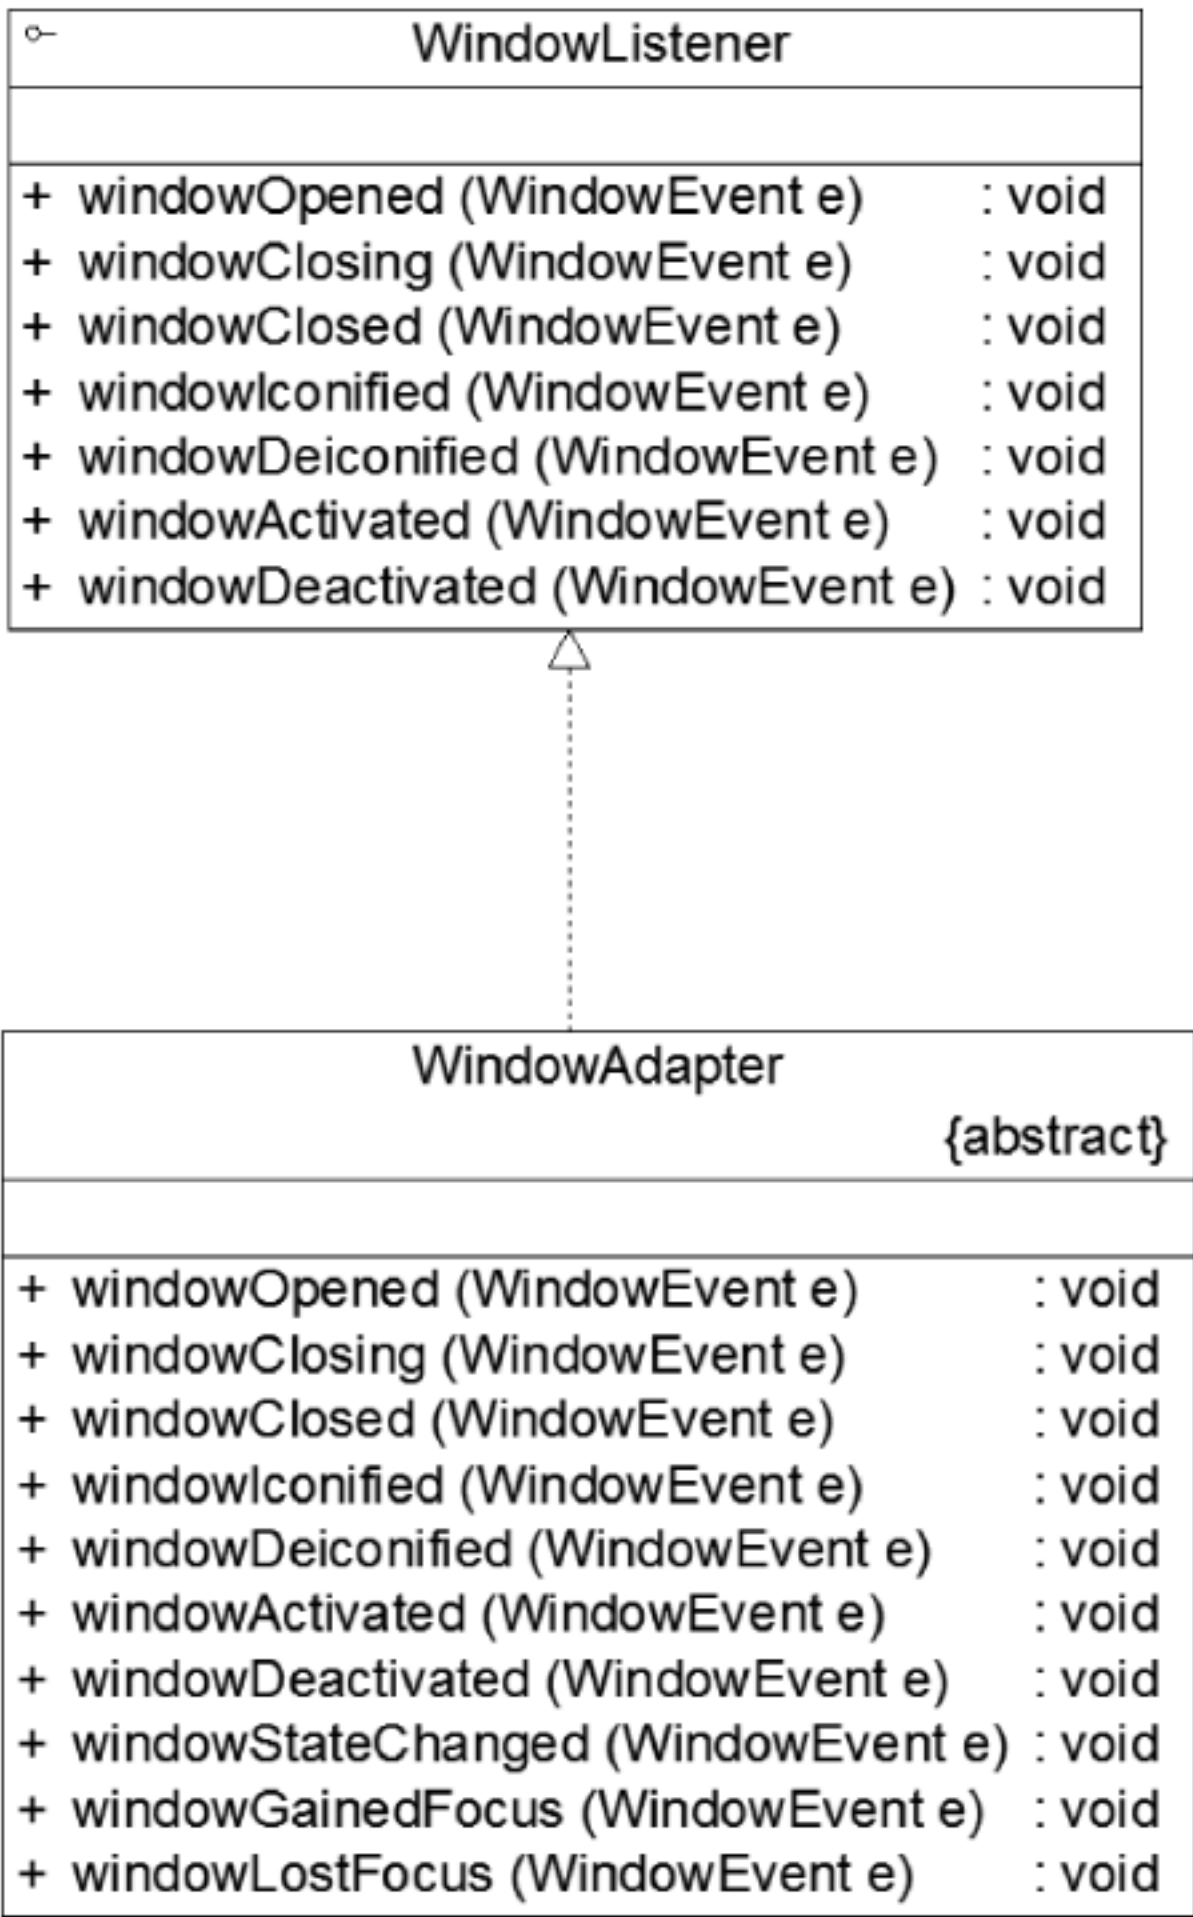 WindowListener
+ windowOpened (WindowEvent e) : void
+ windowClosing (WindowEvent e) : void
+ windowClosed (WindowEvent e) : void
+ windowIconified (WindowEvent e) : void
+ windowDeiconified (WindowEvent e) : void
+ windowActivated (WindowEvent e) : void
+ windowDeactivated (WindowEvent e) : void
WindowAdapter
{abstract}
+ windowOpened (WindowEvent e) : void
+ windowClosing (WindowEvent e) : void
+ windowClosed (WindowEvent e) : void
+ windowIconified (WindowEvent e) : void
+ windowDeiconified (WindowEvent e) : void
+ windowActivated (WindowEvent e) : void
+ windowDeactivated (WindowEvent e) : void
+ windowStateChanged (WindowEvent e) : void
+ windowGainedFocus (WindowEvent e) : void
+ windowLostFocus (WindowEvent e) : void